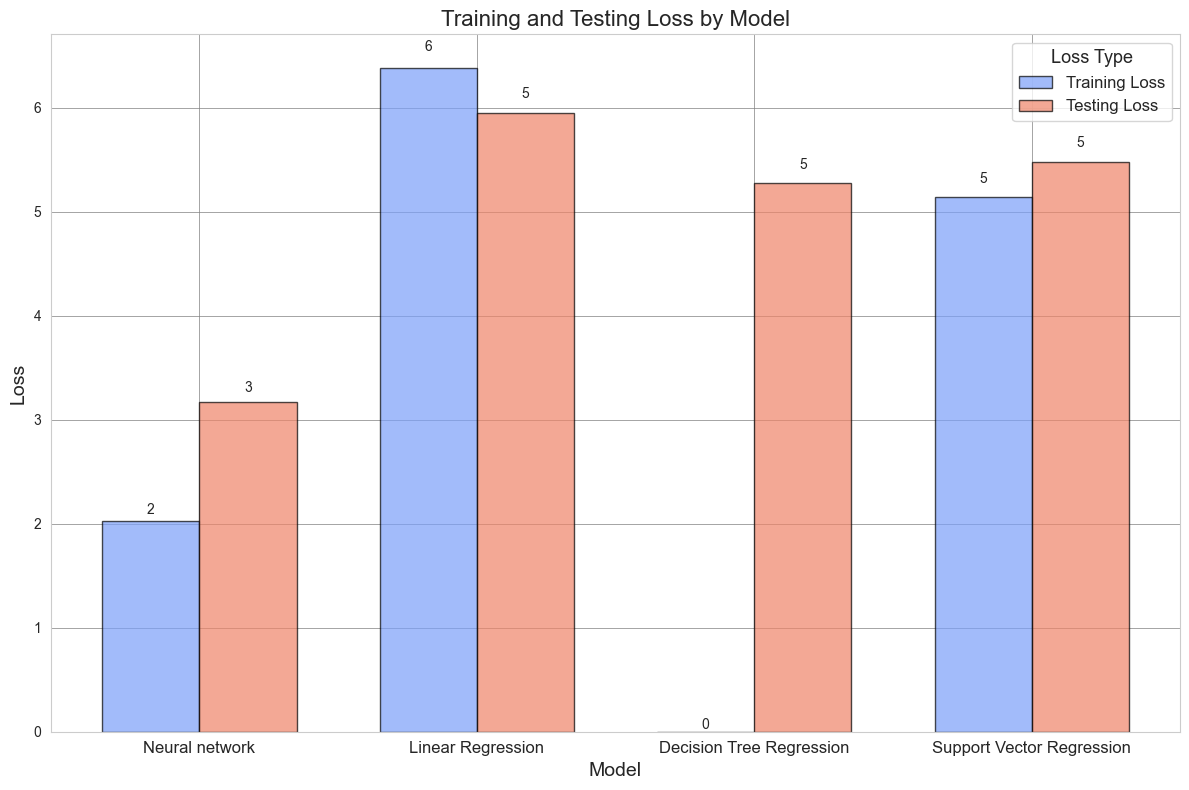 Training and Testing Loss by Model
Loss Type
Training Loss
Testing Loss
Loss
6
5
4
3
2
1
0
2
3
6
5
0
5
5
5
Neural network
Linear Regression
Decision Tree Regression
Support Vector Regression
Model